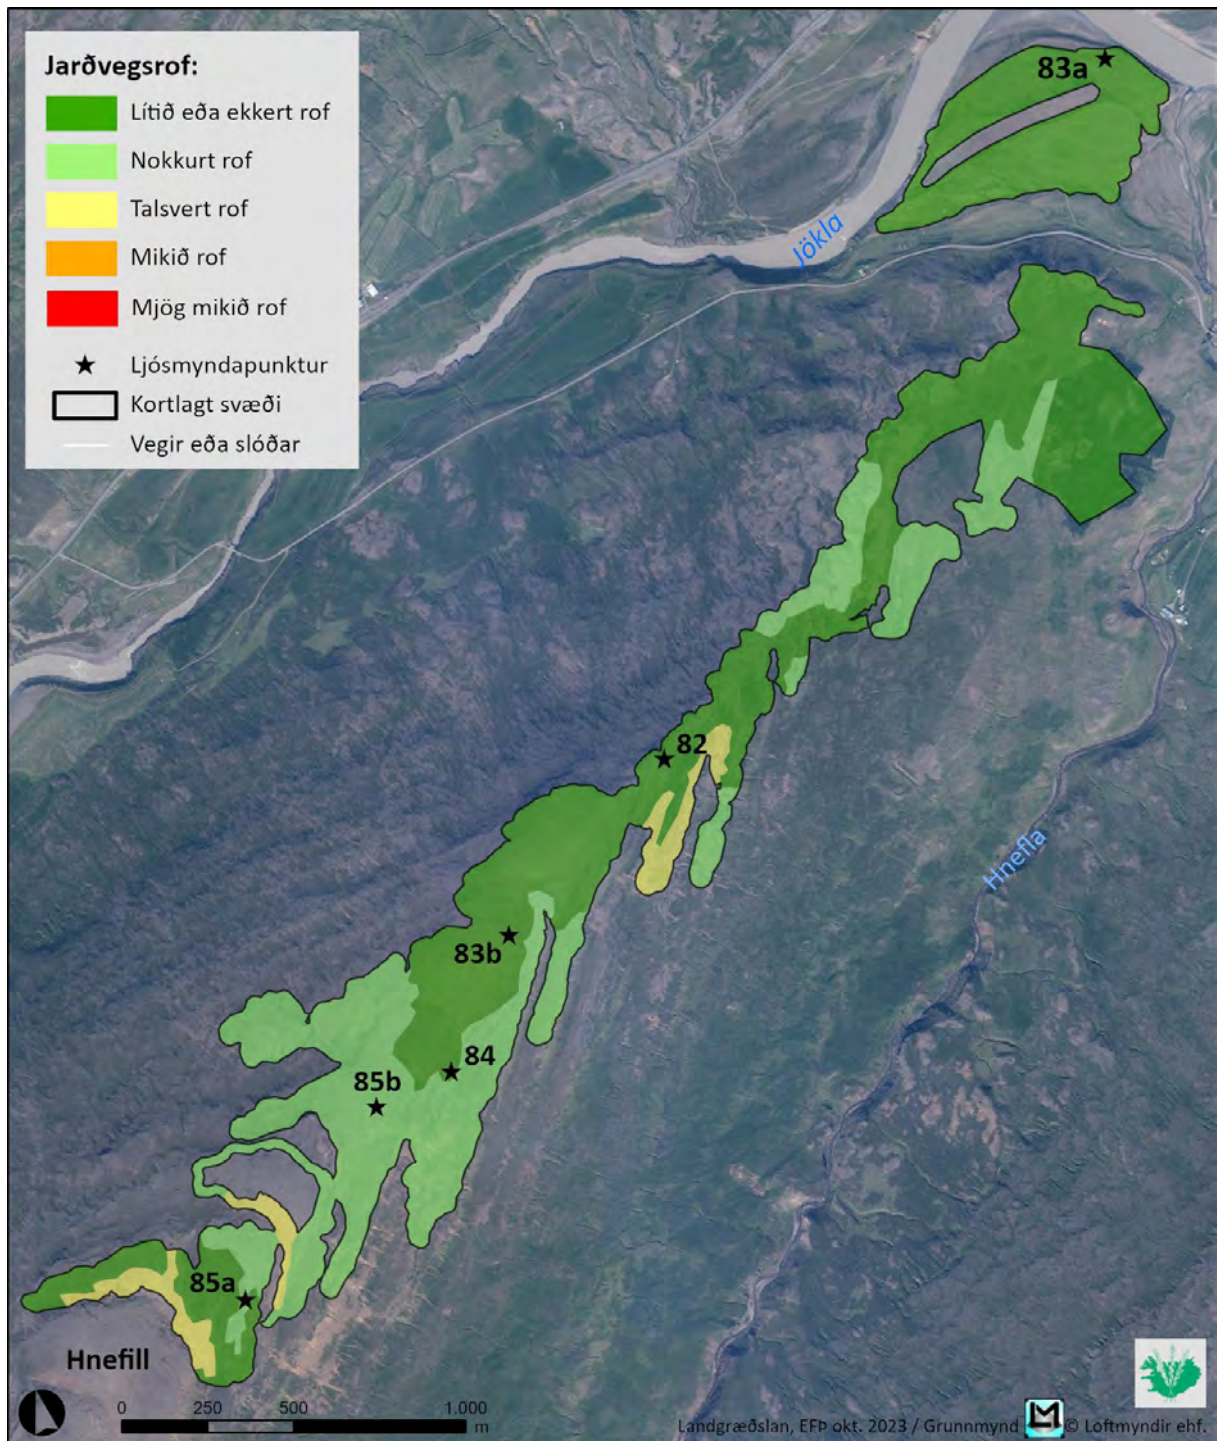 Jarðvegsrof:
Lítið eða ekkert rof
Nokkurt rof
Talsvert rof
Mikið rof
Mjög mikið rof
Ljósmyndapunktur
Kortlagt svæði
Vegir eða slóðar
83a
Jökla
82
Hnefla
83b
84
85b
85a
Hnefill
0 250 500 1.000
m
Landgræðslan, EFÞ okt. 2023 / Grunnmynd © Loftmyndir ehf.